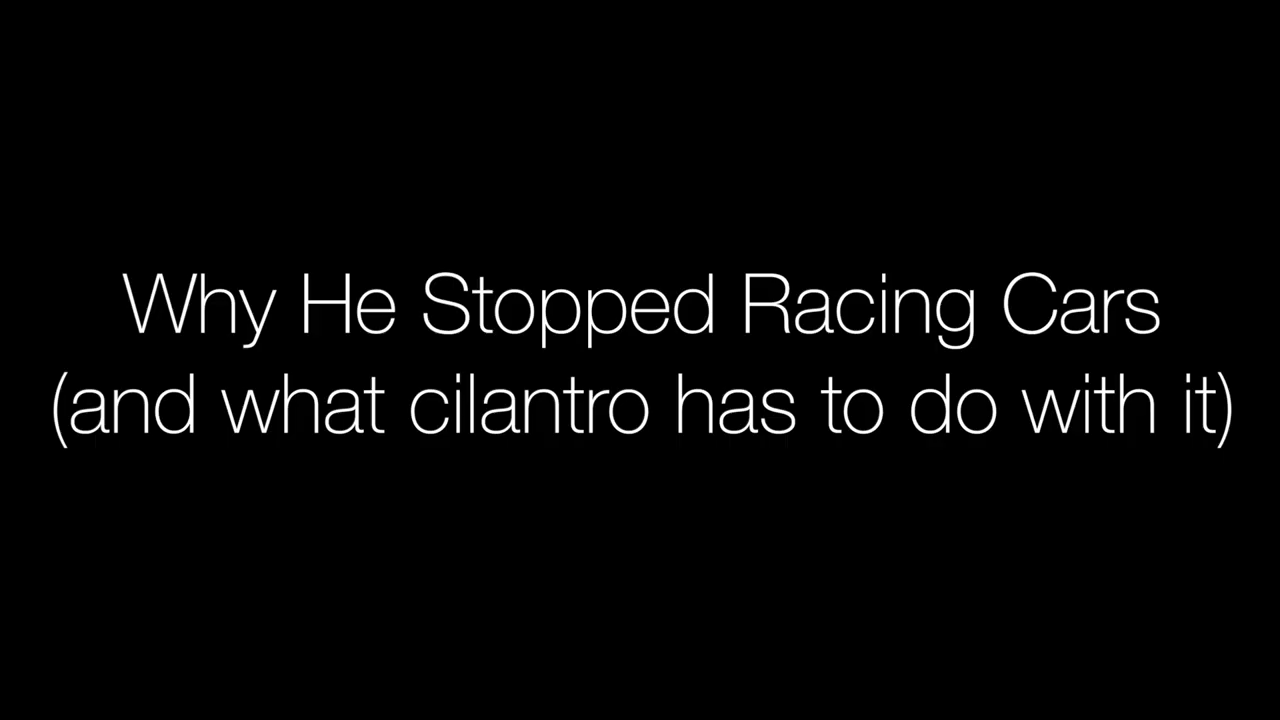 Why He Stopped Racing Cars
(and what cilantro has to do with it)